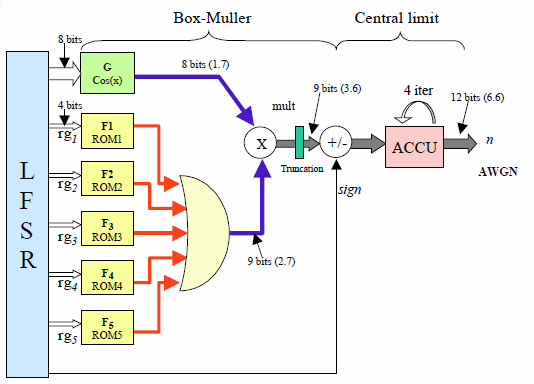 Box-Muller
Central limit
8 bits
G
Cos(x)
8 bits (1.7)
9 bits (3.6)
4 iter
12 bits (6.6)
4 bits
mult
rg1
F1
ROM1
X
+/-
ACCU
n
Truncation
AWGN
L
F
S
R
rg2
F2
ROM2
sign
rg3
F3
ROM3
9 bits (2.7)
rg4
F4
ROM4
rg5
F5
ROM5